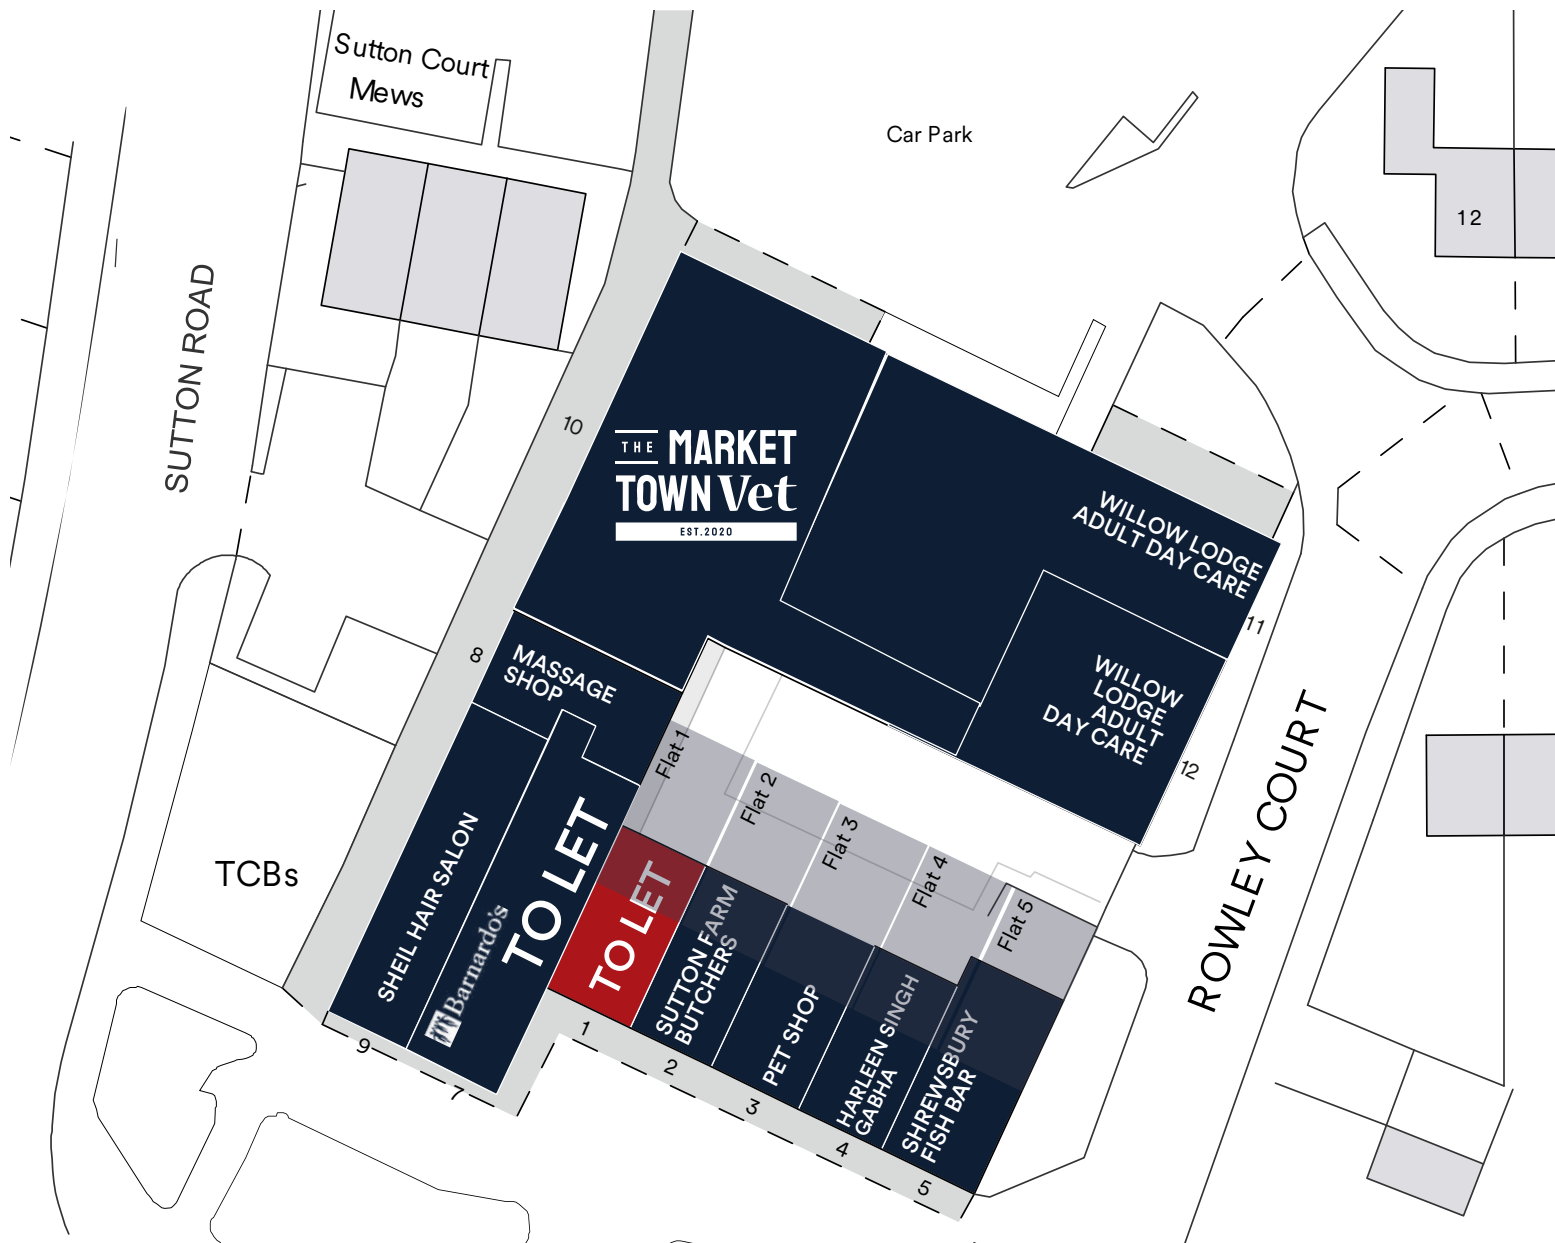 Sutton Court
Mews
Car Park
12
SUTTON ROAD
10
THE MARKET
TOWN Vet
EST.2020
WILLOW LODGE
ADULT DAY CARE
11
8
MASSAGE
SHOP
WILLOW
LODGE
ADULT
DAY CARE
12
ROWLEY COURT
Flat 1
Flat 2
Flat 3
Flat 4
Flat 5
TCBs
SHEIL HAIR SALON
Barnardo's
TO LET
TO LET
SUTTON FARM
BUTCHERS
PET SHOP
HARLEEN SINGH
GABHA
SHREWSBURY
FISH BAR
9
7
1
2
3
4
5